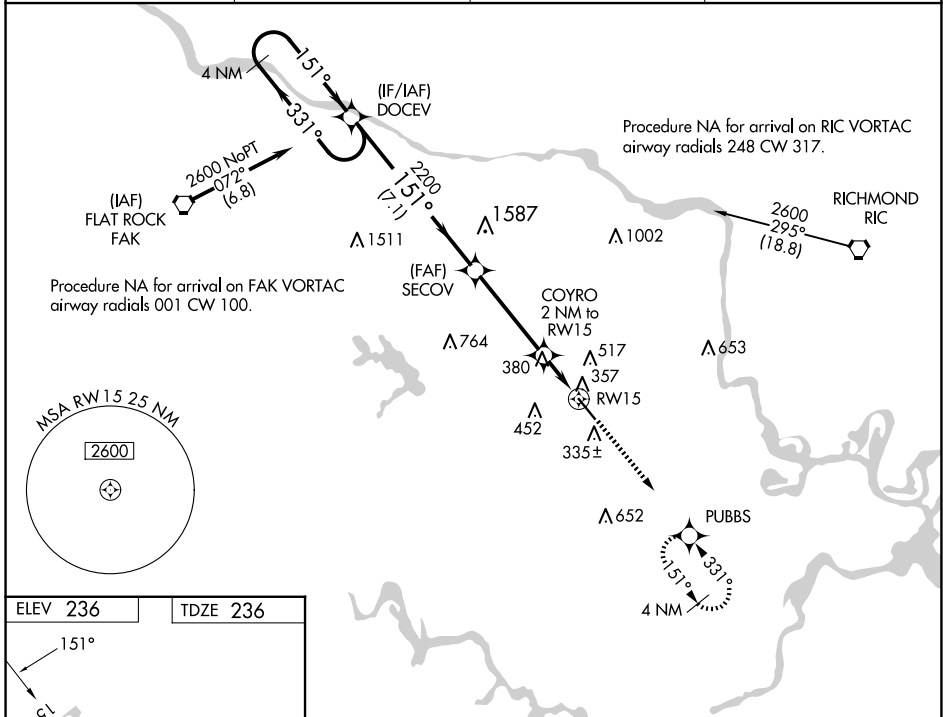 4 NM
151°
331°
(IF/IAF)
DOCEV
Procedure NA for arrival on RIC VORTAC
airway radials 248 CW 317.
2600 NoPT
072°
(6.8)
(IAF)
FLAT ROCK
FAK
2200
151°
(7.1)
1587
1511
1002
2600
295°
(18.8)
RICHMOND
RIC
Procedure NA for arrival on FAK VORTAC
airway radials 001 CW 100.
(FAF)
SECOV
COYRO
2 NM to
RW15
764
380
517
653
357
RW15
452
335±
MSA RW15 25 NM
2600
652
PUBBS
151°
331°
4 NM
ELEV 236
TDZE 236
151°
15